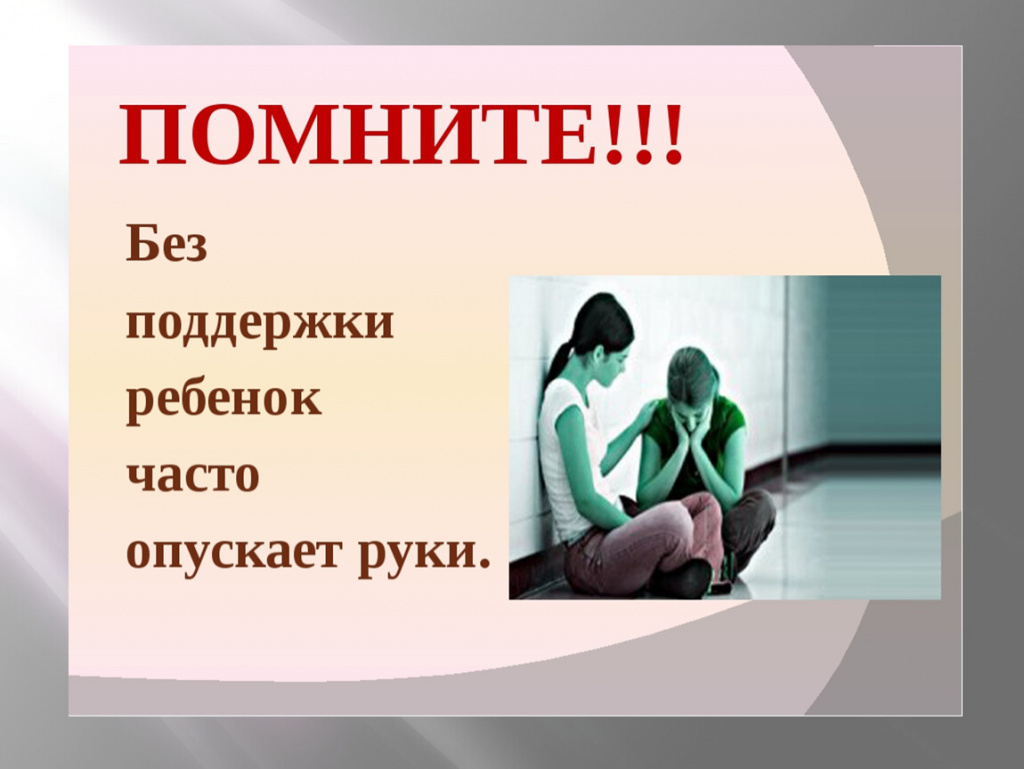 ПОМНИТЕ!!!
Без
поддержки
ребенок
часто
опускает руки.